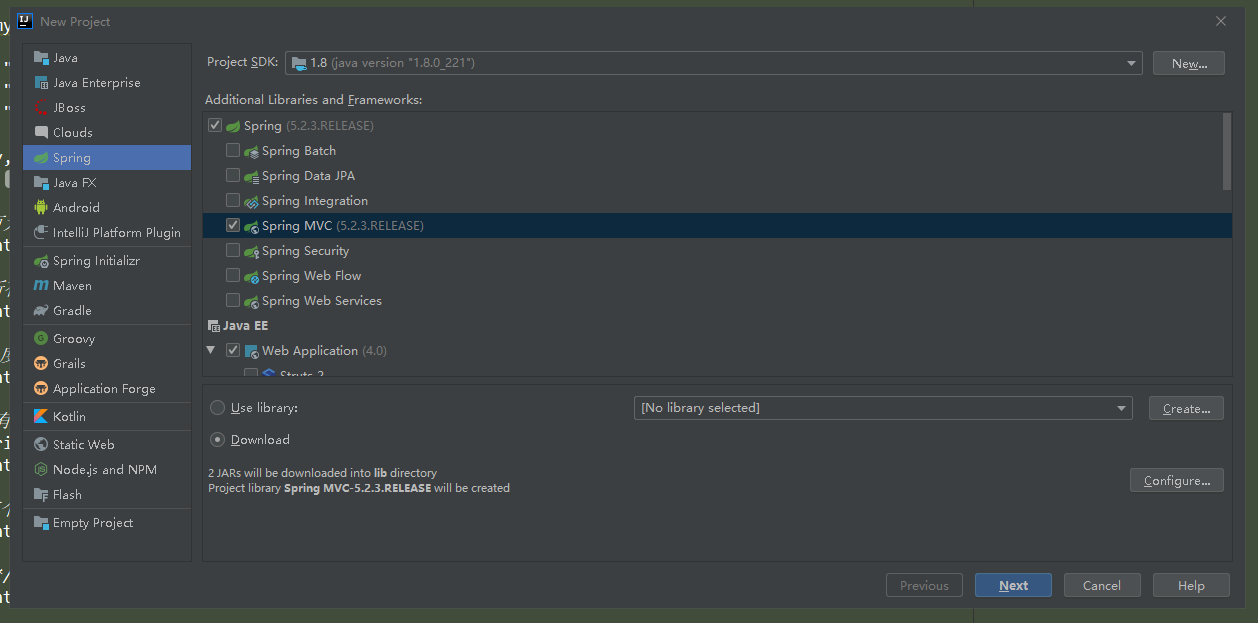 New Project
Java
Java Enterprise
JBoss
Clouds
Spring
Java FX
Android
IntelliJ Platform Plugin
Spring Initializr
Maven
Gradle
Groovy
Grails
Application Forge
Kotlin
Static Web
Node.js and NPM
Flash
Empty Project
Project SDK: 1.8 (java version "1.8.0_221") New...
Additional Libraries and Frameworks:
Spring (5.2.3.RELEASE)
Spring Batch
Spring Data JPA
Spring Integration
Spring MVC (5.2.3.RELEASE)
Spring Security
Spring Web Flow
Spring Web Services
Java EE
Web Application (4.0)
Struts 2
Use library: [No library selected] Create...
Download
2 JARs will be downloaded into lib directory
Project library Spring MVC-5.2.3.RELEASE will be created
Configure...
Previous Next Cancel Help